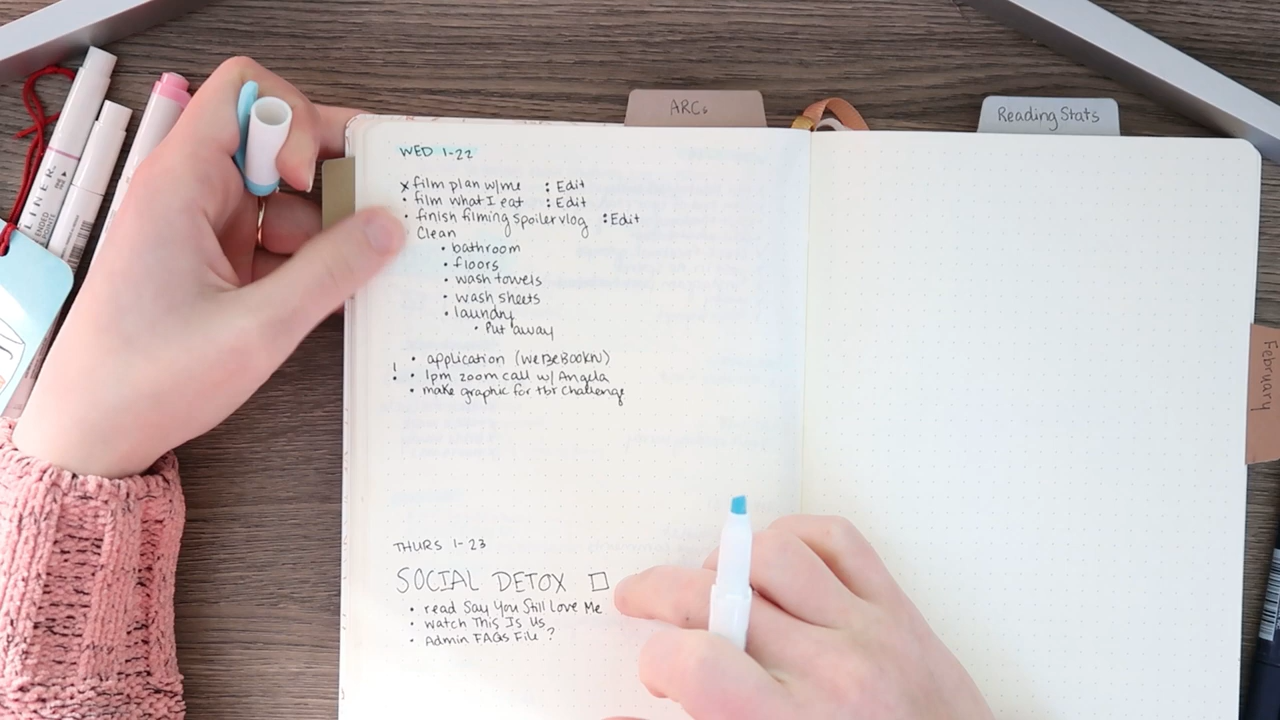 ARCs
Reading Stats
WED 1-22
x film plan w/me : Edit
• film what I eat : Edit
• finish filming spoiler vlog : Edit
Clean
• bathroom
• floors
• wash towels
• wash sheets
• laundry
• Put away
• application (WeBeBookN)
! • 1pm zoom call w/ Angela
• make graphic for tbr challenge
THURS 1-23
SOCIAL DETOX
• read Say You Still Love Me
• watch This Is Us
• Admin FAQs File ?
February
LINER